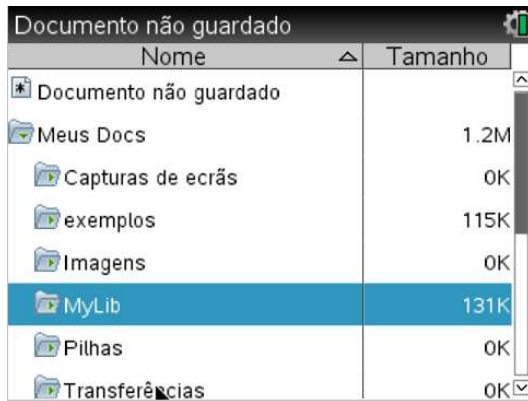 Documento não guardado
Nome Tamanho
Documento não guardado
Meus Docs 1.2M
Capturas de ecrãs 0K
exemplos 115K
Imagens 0K
MyLib 131K
Pilhas 0K
Transferências 0K